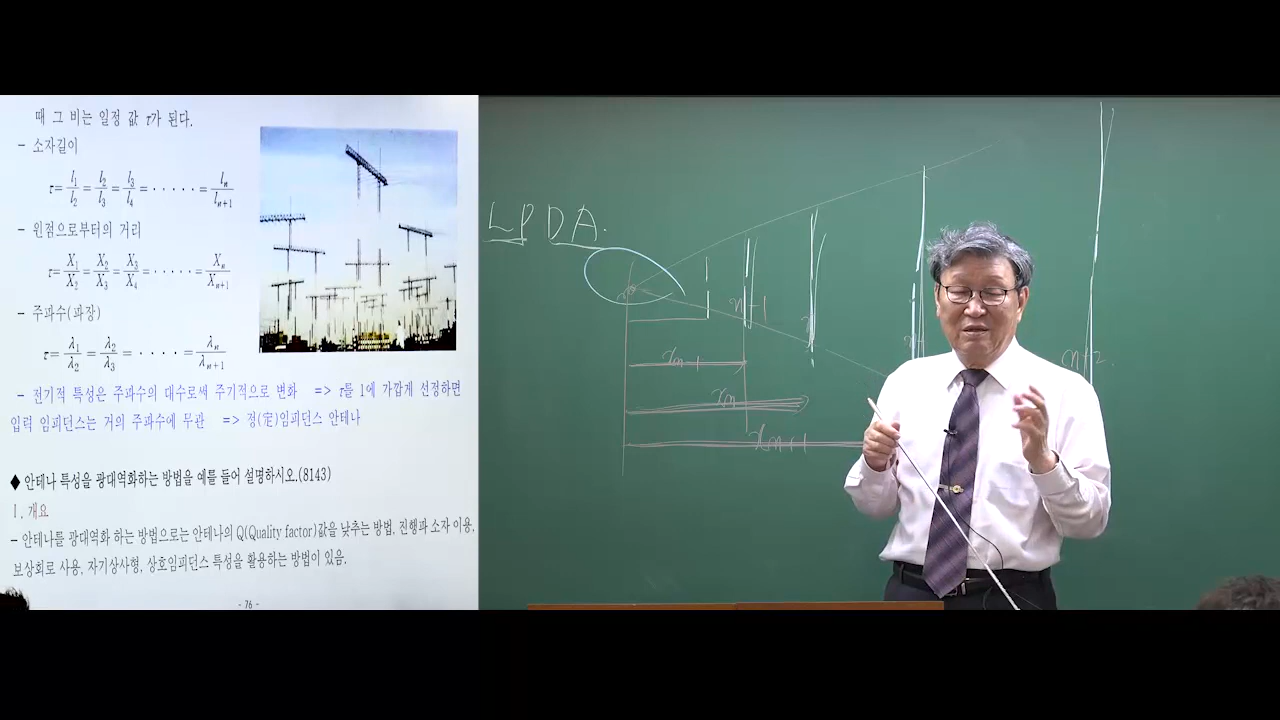 때 그 비는 일정 값 τ가 된다.
- 소자길이
τ = l₁/l₂ = l₂/l₃ = l₃/l₄ = · · · · · = lₙ/lₙ₊₁
- 원점으로부터의 거리
τ = X₁/X₂ = X₂/X₃ = X₃/X₄ = · · · · · = Xₙ/Xₙ₊₁
- 주파수(파장)
τ = λ₁/λ₂ = λ₂/λ₃ = · · · · · = λₙ/λₙ₊₁
- 전기적 특성은 주파수의 대수로써 주기적으로 변화 => τ를 1에 가깝게 선정하면
입력 임피던스는 거의 주파수에 무관 => 정(定)임피던스 안테나
◆ 안테나 특성을 광대역화하는 방법을 예를 들어 설명하시오.(8143)
1. 개요
- 안테나를 광대역화 하는 방법으로는 안테나의 Q(Quality factor)값을 낮추는 방법, 진행파 소자 이용,
보상회로 사용, 자기상사형, 상호임피던스 특성을 활용하는 방법이 있음.
- 76 -
LPDA.
n-1
n+2
xn-1
xn
xn+1